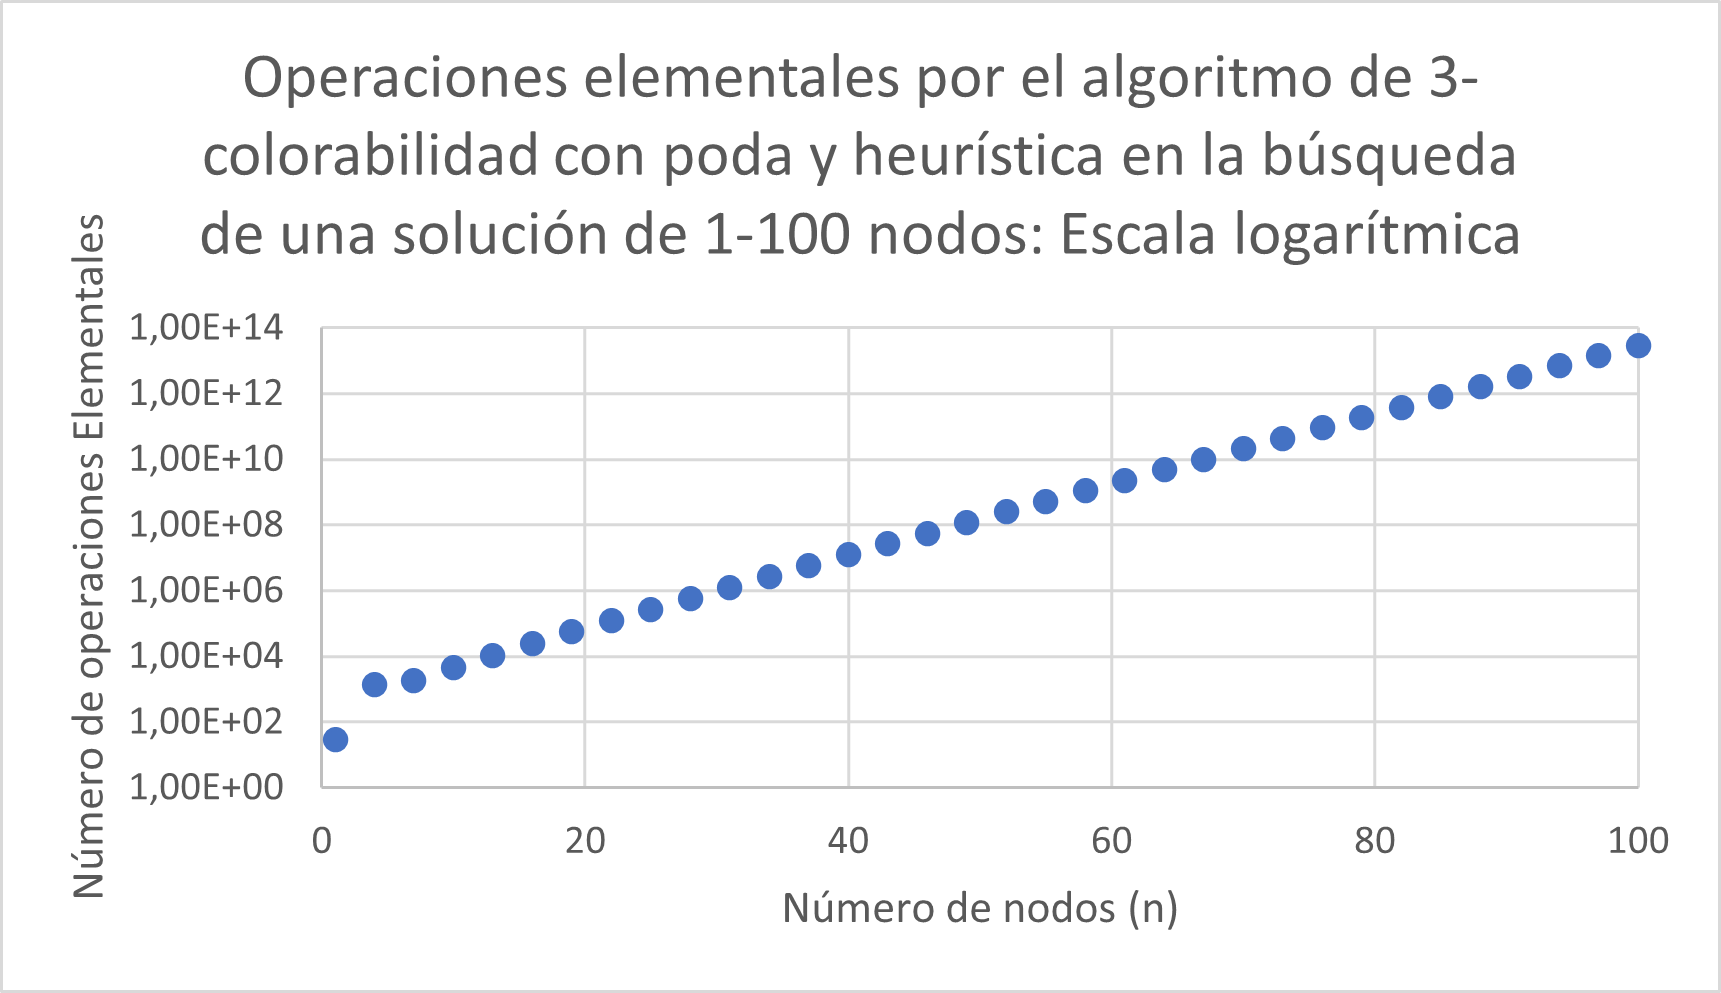 Operaciones elementales por el algoritmo de 3-
colorabilidad con poda y heurística en la búsqueda
de una solución de 1-100 nodos: Escala logarítmica
Número de operaciones Elementales
1,00E+14
1,00E+12
1,00E+10
1,00E+08
1,00E+06
1,00E+04
1,00E+02
1,00E+00
0 20 40 60 80 100
Número de nodos (n)